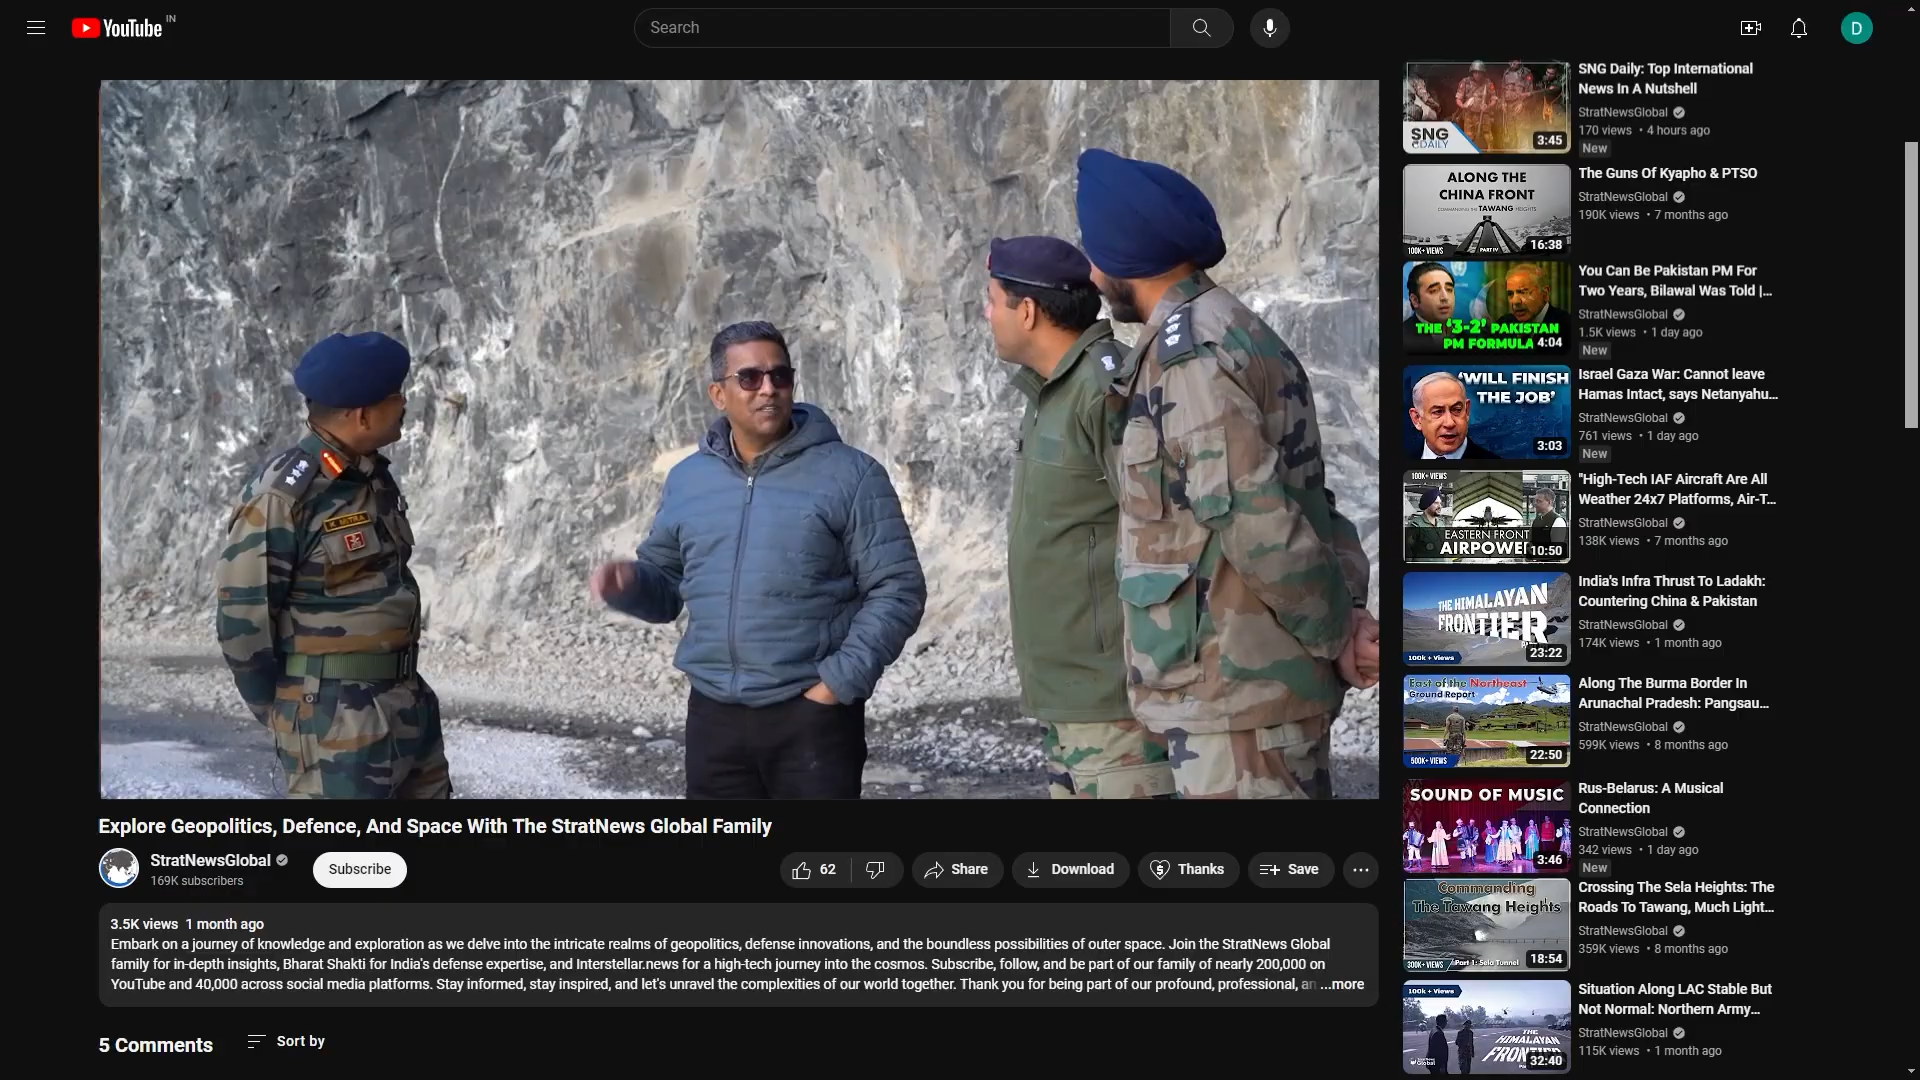 YouTube IN
Search
D
Explore Geopolitics, Defence, And Space With The StratNews Global Family
StratNewsGlobal
169K subscribers
Subscribe
62
Share
Download
Thanks
Save
3.5K views 1 month ago
Embark on a journey of knowledge and exploration as we delve into the intricate realms of geopolitics, defense innovations, and the boundless possibilities of outer space. Join the StratNews Global
family for in-depth insights, Bharat Shakti for India's defense expertise, and Interstellar.news for a high-tech journey into the cosmos. Subscribe, follow, and be part of our family of nearly 200,000 on
YouTube and 40,000 across social media platforms. Stay informed, stay inspired, and let's unravel the complexities of our world together. Thank you for being part of our profound, professional, an ...more
5 Comments
Sort by
SNG
DAILY
3:45
SNG Daily: Top International
News In A Nutshell
StratNewsGlobal
170 views • 4 hours ago
New
ALONG THE
CHINA FRONT
COMMANDING THE TAWANG HEIGHTS
100K+ VIEWS
PART IV
16:38
The Guns Of Kyapho & PTSO
StratNewsGlobal
190K views • 7 months ago
THE '3-2' PAKISTAN
PM FORMULA
4:04
You Can Be Pakistan PM For
Two Years, Bilawal Was Told |...
StratNewsGlobal
1.5K views • 1 day ago
New
'WILL FINISH
THE JOB'
3:03
Israel Gaza War: Cannot leave
Hamas Intact, says Netanyahu...
StratNewsGlobal
761 views • 1 day ago
New
100K+ VIEWS
EASTERN FRONT
AIRPOWER
10:50
"High-Tech IAF Aircraft Are All
Weather 24x7 Platforms, Air-T...
StratNewsGlobal
138K views • 7 months ago
THE HIMALAYAN
FRONTIER
100k + Views
23:22
India's Infra Thrust To Ladakh:
Countering China & Pakistan
StratNewsGlobal
174K views • 1 month ago
East of the Northeast
Ground Report
500K+ VIEWS
22:50
Along The Burma Border In
Arunachal Pradesh: Pangsau...
StratNewsGlobal
599K views • 8 months ago
SOUND OF MUSIC
3:46
Rus-Belarus: A Musical
Connection
StratNewsGlobal
342 views • 1 day ago
New
Commanding
The Tawang Heights
300K+ VIEWS
Part 1: Sela Tunnel
18:54
Crossing The Sela Heights: The
Roads To Tawang, Much Light...
StratNewsGlobal
359K views • 8 months ago
100k + Views
THE
HIMALAYAN
FRONTIER
32:40
Situation Along LAC Stable But
Not Normal: Northern Army...
StratNewsGlobal
115K views • 1 month ago